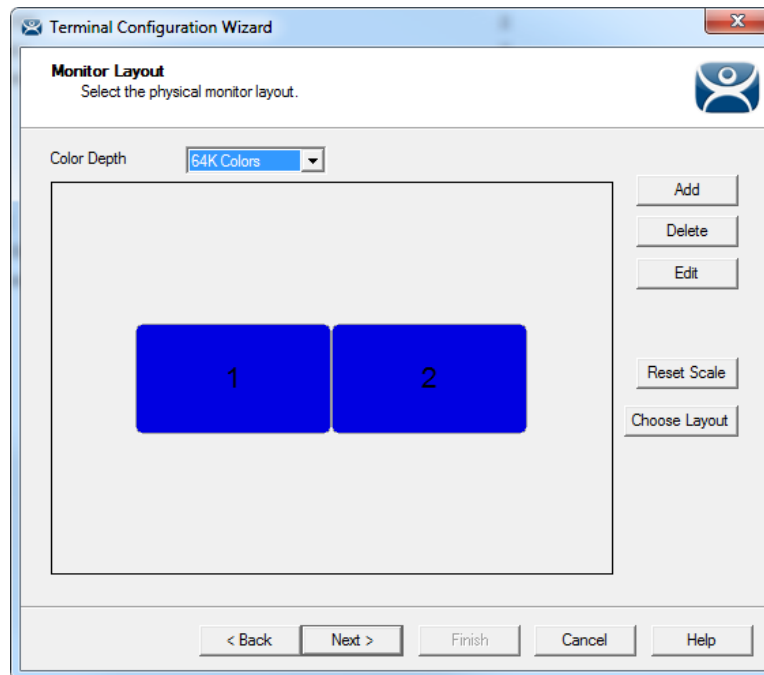 Terminal Configuration Wizard
x
Monitor Layout
Select the physical monitor layout.
Color Depth
64K Colors
Add
Delete
Edit
1
2
Reset Scale
Choose Layout
< Back
Next >
Finish
Cancel
Help